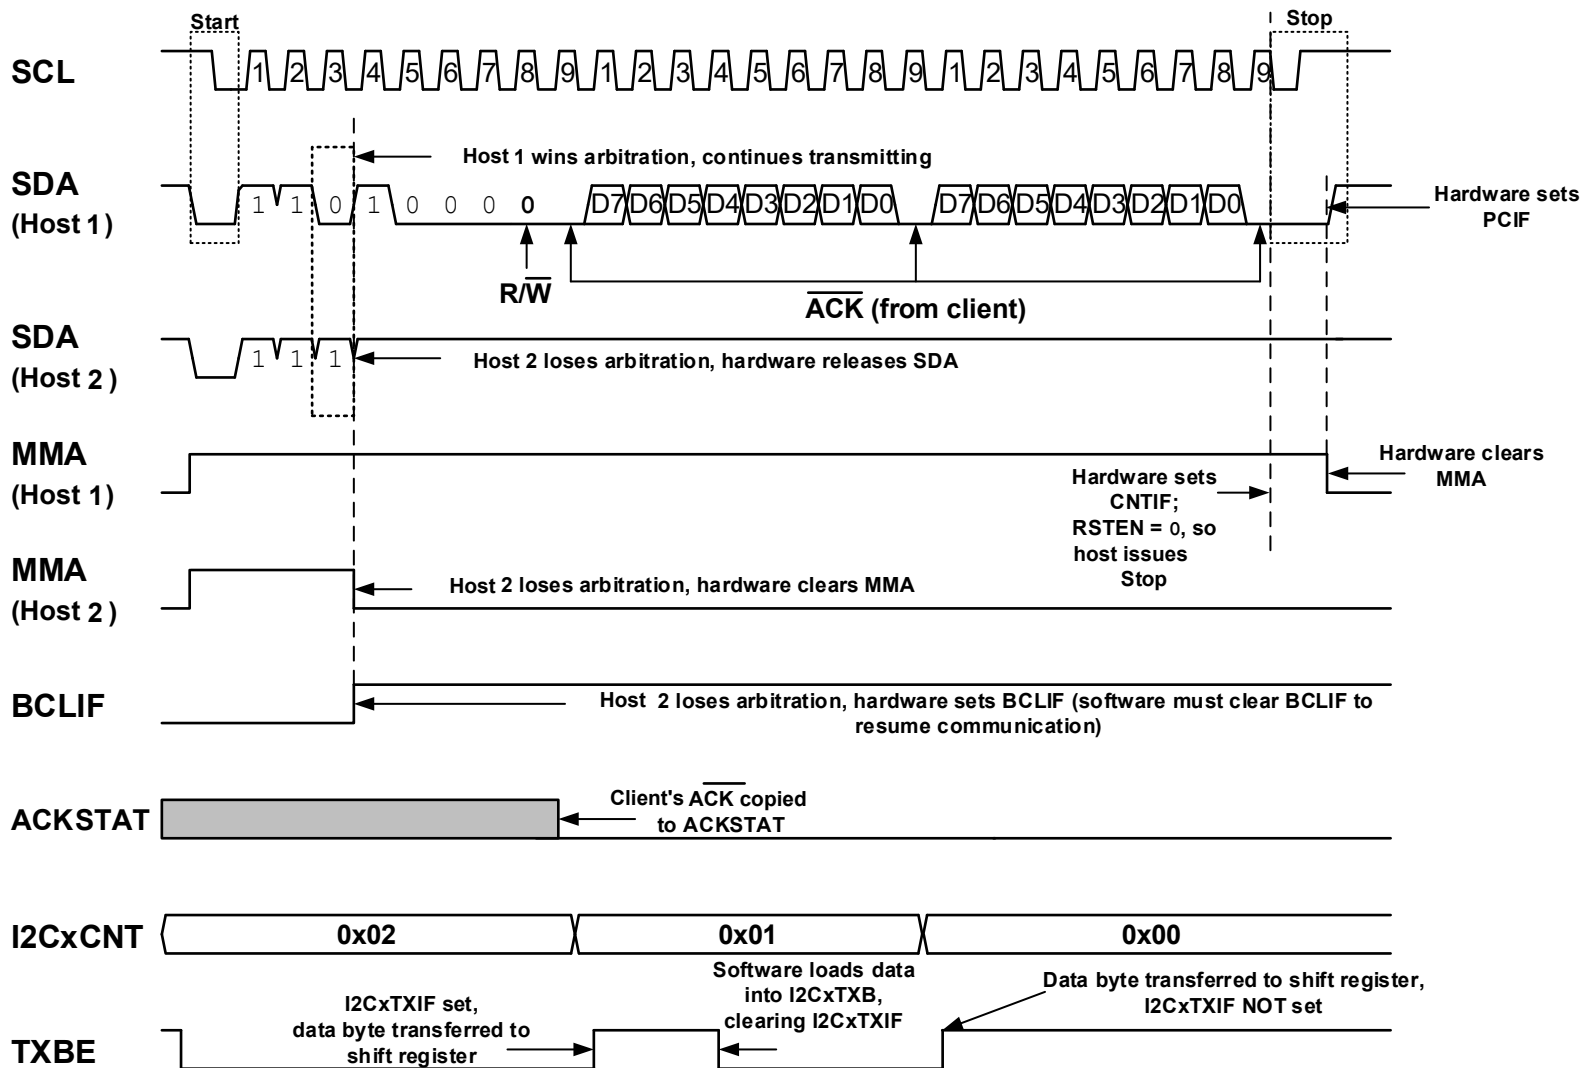 Start
Stop
SCL
1 2 3 4 5 6 7 8 9 1 2 3 4 5 6 7 8 9 1 2 3 4 5 6 7 8 9
Host 1 wins arbitration, continues transmitting
SDA
(Host 1)
1 1 0 1 0 0 0 0 D7 D6 D5 D4 D3 D2 D1 D0 D7 D6 D5 D4 D3 D2 D1 D0
Hardware sets
PCIF
R/W
ACK (from client)
SDA
(Host 2 )
1 1 1
Host 2 loses arbitration, hardware releases SDA
MMA
(Host 1)
Hardware clears
MMA
Hardware sets
CNTIF;
RSTEN = 0, so
host issues
Stop
MMA
(Host 2 )
Host 2 loses arbitration, hardware clears MMA
BCLIF
Host 2 loses arbitration, hardware sets BCLIF (software must clear BCLIF to
resume communication)
ACKSTAT
Client's ACK copied
to ACKSTAT
I2CxCNT
0x02 0x01 0x00
TXBE
I2CxTXIF set,
data byte transferred to
shift register
Software loads data
into I2CxTXB,
clearing I2CxTXIF
Data byte transferred to shift register,
I2CxTXIF NOT set